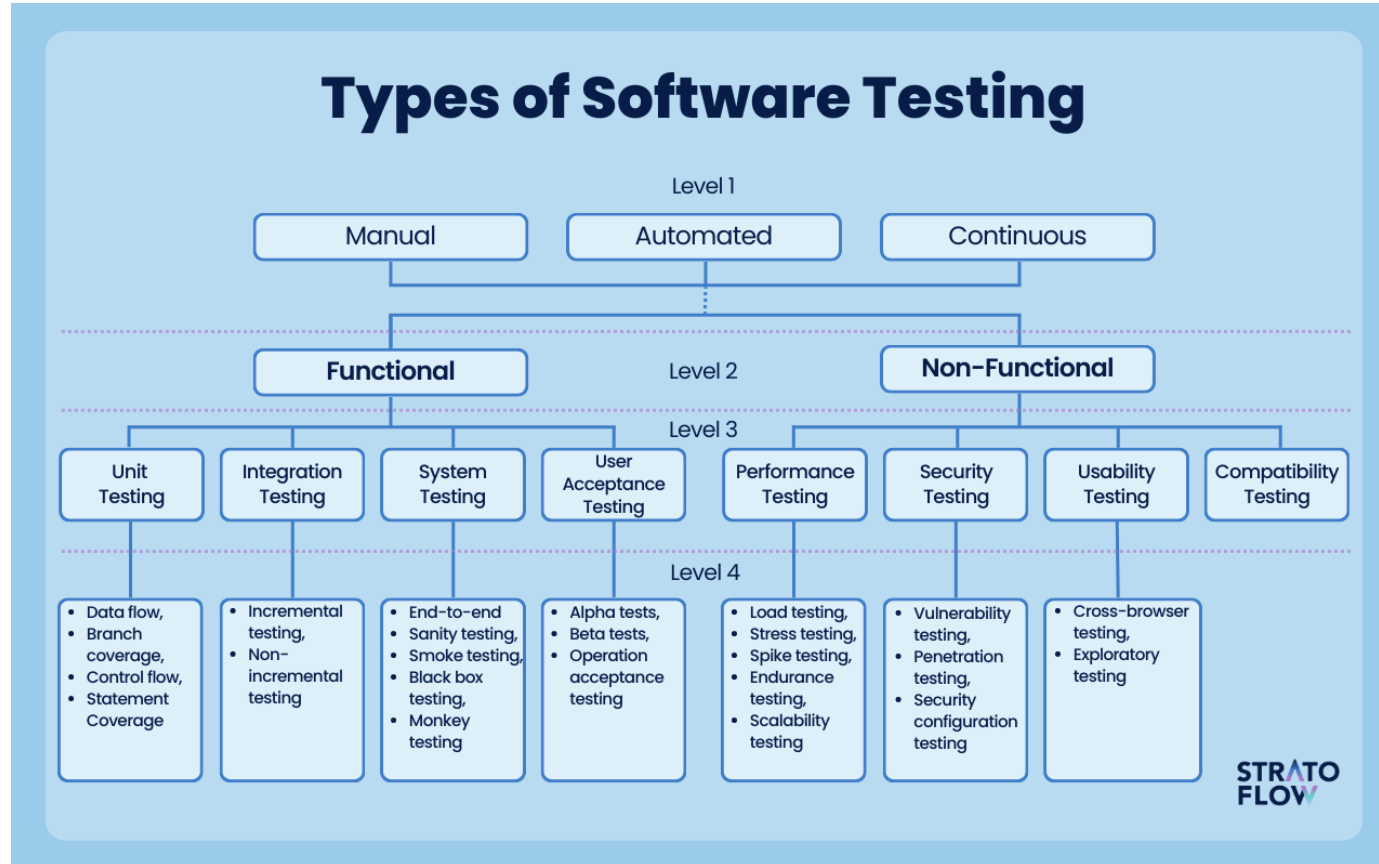 Types of Software Testing
Level 1
Manual
Automated
Continuous
Functional
Level 2
Non-Functional
Level 3
Unit
Testing
Integration
Testing
System
Testing
User
Acceptance
Testing
Performance
Testing
Security
Testing
Usability
Testing
Compatibility
Testing
Level 4
• Data flow,
• Branch
coverage,
• Control flow,
• Statement
Coverage
• Incremental
testing,
• Non-
incremental
testing
• End-to-end
• Sanity testing,
• Smoke testing,
• Black box
testing,
• Monkey
testing
• Alpha tests,
• Beta tests,
• Operation
acceptance
testing
• Load testing,
• Stress testing,
• Spike testing,
• Endurance
testing,
• Scalability
testing
• Vulnerability
testing,
• Penetration
testing,
• Security
configuration
testing
• Cross-browser
testing,
• Exploratory
testing
STRATO
FLOW